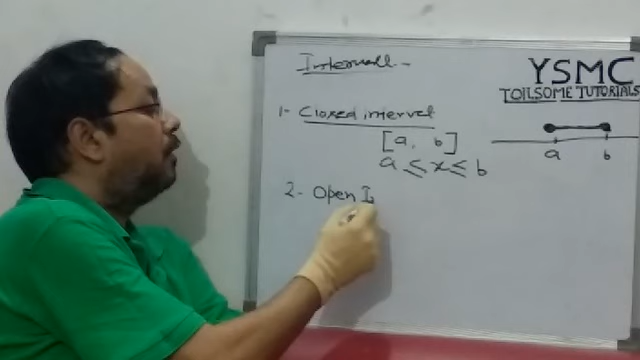 Intervall -
YSMC
TOILSOME TUTORIALS
1- Closed interval
[a, b]
a ≤ x ≤ b
a b
2- Open I